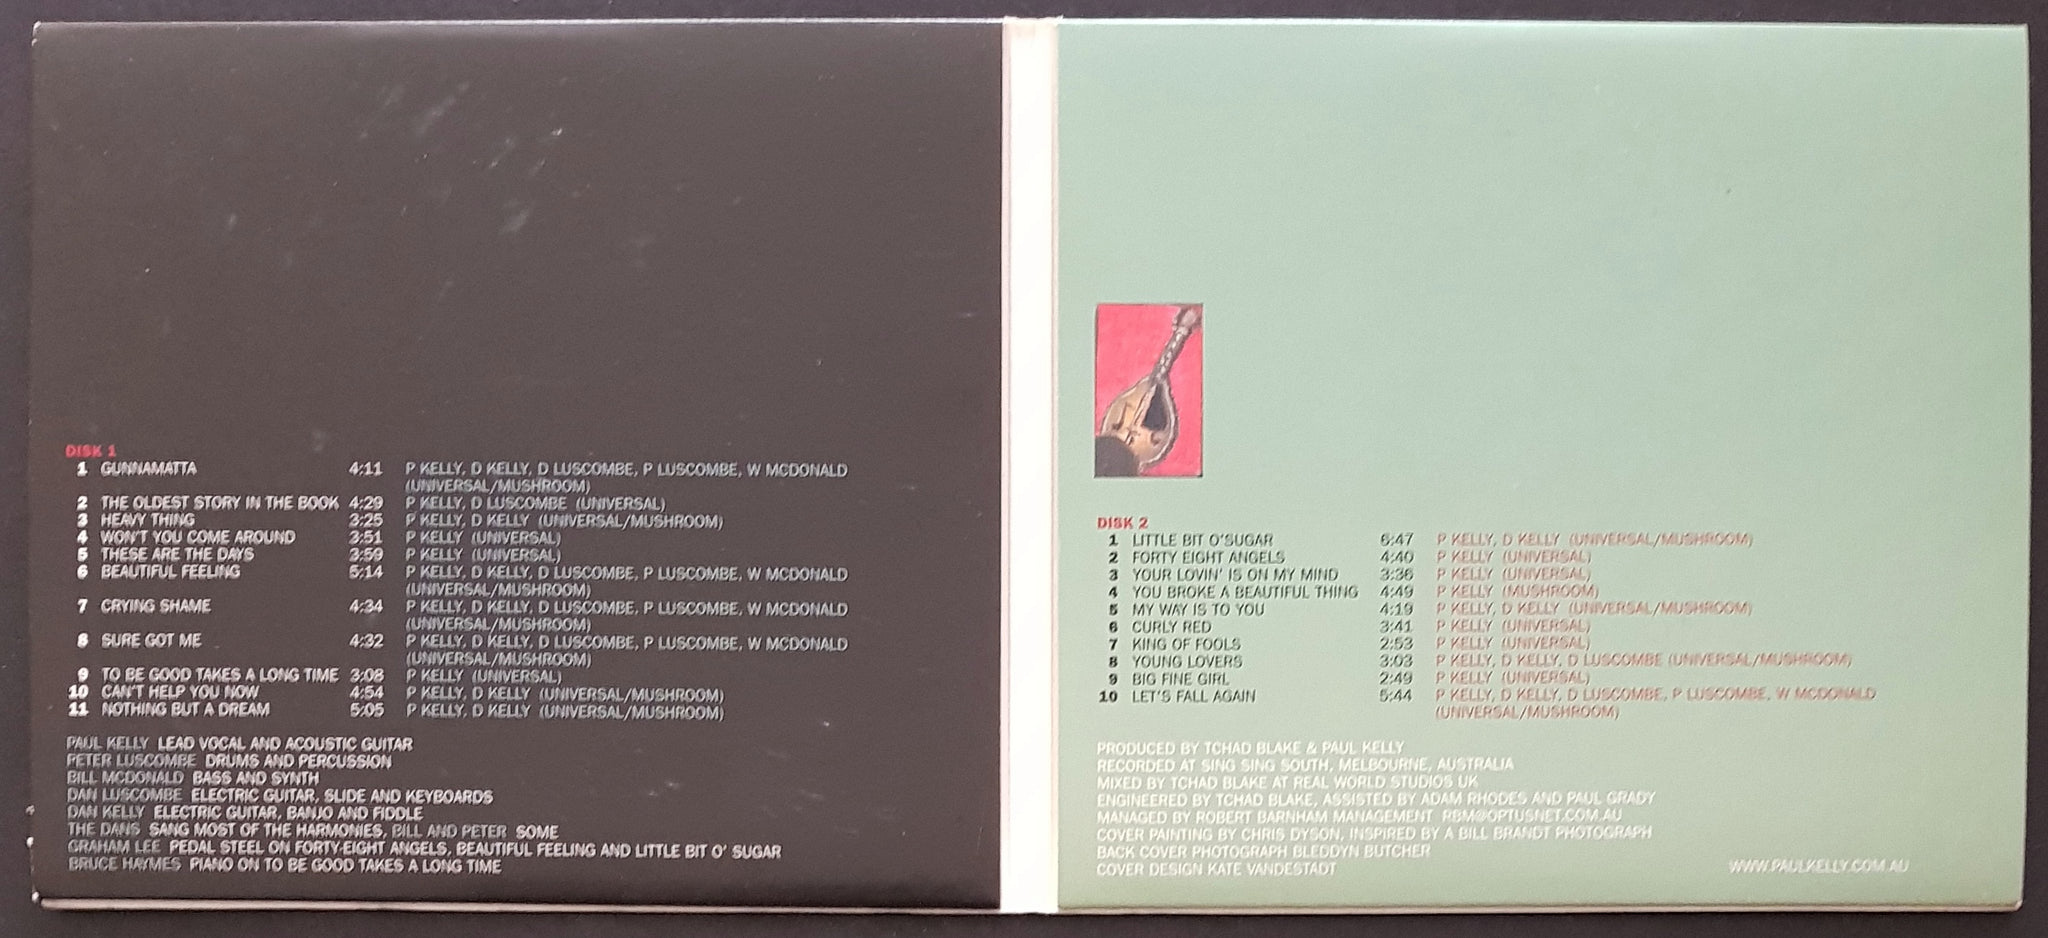 DISK 1
1 GUNNAMATTA 4:11 P KELLY, D KELLY, D LUSCOMBE, P LUSCOMBE, W MCDONALD
(UNIVERSAL/MUSHROOM)
2 THE OLDEST STORY IN THE BOOK 4:29 P KELLY, D LUSCOMBE (UNIVERSAL)
3 HEAVY THING 3:25 P KELLY, D KELLY (UNIVERSAL/MUSHROOM)
4 WON'T YOU COME AROUND 3:51 P KELLY (UNIVERSAL)
5 THESE ARE THE DAYS 3:59 P KELLY (UNIVERSAL)
6 BEAUTIFUL FEELING 5:14 P KELLY, D KELLY, D LUSCOMBE, P LUSCOMBE, W MCDONALD
(UNIVERSAL/MUSHROOM)
7 CRYING SHAME 4:34 P KELLY, D KELLY, D LUSCOMBE, P LUSCOMBE, W MCDONALD
(UNIVERSAL/MUSHROOM)
8 SURE GOT ME 4:32 P KELLY, D KELLY, D LUSCOMBE, P LUSCOMBE, W MCDONALD
(UNIVERSAL/MUSHROOM)
9 TO BE GOOD TAKES A LONG TIME 3:08 P KELLY (UNIVERSAL)
10 CAN'T HELP YOU NOW 4:54 P KELLY, D KELLY (UNIVERSAL/MUSHROOM)
11 NOTHING BUT A DREAM 5:05 P KELLY, D KELLY (UNIVERSAL/MUSHROOM)
PAUL KELLY LEAD VOCAL AND ACOUSTIC GUITAR
PETER LUSCOMBE DRUMS AND PERCUSSION
BILL MCDONALD BASS AND SYNTH
DAN LUSCOMBE ELECTRIC GUITAR, SLIDE AND KEYBOARDS
DAN KELLY ELECTRIC GUITAR, BANJO AND FIDDLE
THE DANS SANG MOST OF THE HARMONIES, BILL AND PETER SOME
GRAHAM LEE PEDAL STEEL ON FORTY-EIGHT ANGELS, BEAUTIFUL FEELING AND LITTLE BIT O' SUGAR
BRUCE HAYMES PIANO ON TO BE GOOD TAKES A LONG TIME
DISK 2
1 LITTLE BIT O'SUGAR 6:47 P KELLY, D KELLY (UNIVERSAL/MUSHROOM)
2 FORTY EIGHT ANGELS 4:40 P KELLY (UNIVERSAL)
3 YOUR LOVIN' IS ON MY MIND 3:36 P KELLY (UNIVERSAL)
4 YOU BROKE A BEAUTIFUL THING 4:49 P KELLY (MUSHROOM)
5 MY WAY IS TO YOU 4:19 P KELLY, D KELLY (UNIVERSAL/MUSHROOM)
6 CURLY RED 3:41 P KELLY (UNIVERSAL)
7 KING OF FOOLS 2:53 P KELLY (UNIVERSAL)
8 YOUNG LOVERS 3:03 P KELLY, D KELLY, D LUSCOMBE (UNIVERSAL/MUSHROOM)
9 BIG FINE GIRL 2:49 P KELLY (UNIVERSAL)
10 LET'S FALL AGAIN 5:44 P KELLY, D KELLY, D LUSCOMBE, P LUSCOMBE, W MCDONALD
(UNIVERSAL/MUSHROOM)
PRODUCED BY TCHAD BLAKE & PAUL KELLY
RECORDED AT SING SING SOUTH, MELBOURNE, AUSTRALIA
MIXED BY TCHAD BLAKE AT REAL WORLD STUDIOS UK
ENGINEERED BY TCHAD BLAKE, ASSISTED BY ADAM RHODES AND PAUL GRADY
MANAGED BY ROBERT BARNHAM MANAGEMENT RBM@OPTUSNET.COM.AU
COVER PAINTING BY CHRIS DYSON, INSPIRED BY A BILL BRANDT PHOTOGRAPH
BACK COVER PHOTOGRAPH BLEDDYN BUTCHER
COVER DESIGN KATE VANDESTADT
WWW.PAULKELLY.COM.AU